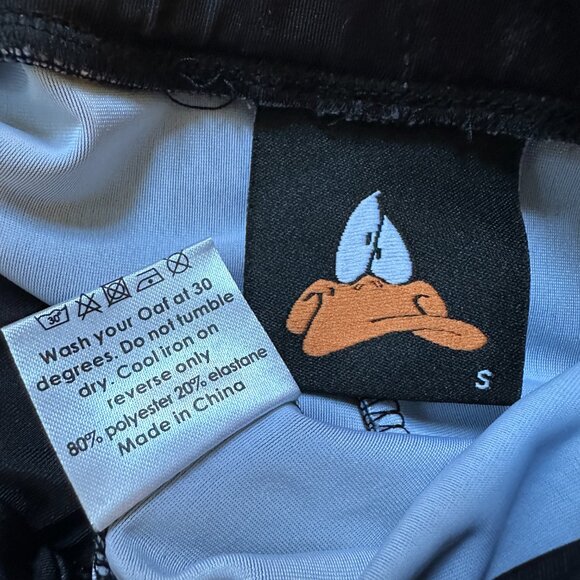 30
Wash your Oaf at 30
degrees. Do not tumble
dry. Cool iron on
reverse only
80% polyester 20% elastane
Made in China
S